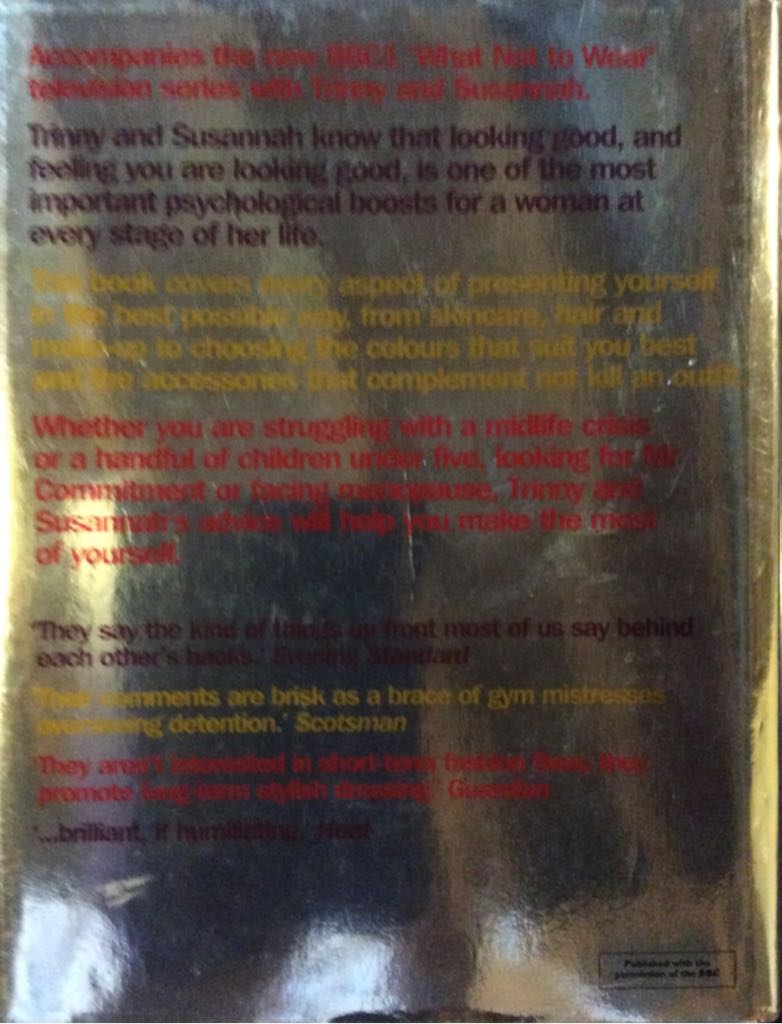 Accompanies the new BBC1 'What Not to Wear'
television series with Trinny and Susannah.
Trinny and Susannah know that looking good, and
feeling you are looking good, is one of the most
important psychological boosts for a woman at
every stage of her life.
This book covers every aspect of presenting yourself
in the best possible way, from skincare, hair and
make-up to choosing the colours that suit you best
and the accessories that complement not kill an outfit.
Whether you are struggling with a midlife crisis
or a handful of children under five, looking for Mr
Commitment or facing menopause, Trinny and
Susannah's advice will help you make the most
of yourself.
'They say the kind of things up front most of us say behind
each other's backs.' Evening Standard
'Their comments are brisk as a brace of gym mistresses
overseeing detention.' Scotsman
'They aren't interested in short-term fashion fixes, they
promote long-term stylish dressing' Guardian
'...brilliant, if humiliating.' Heat
Published with the
permission of the BBC